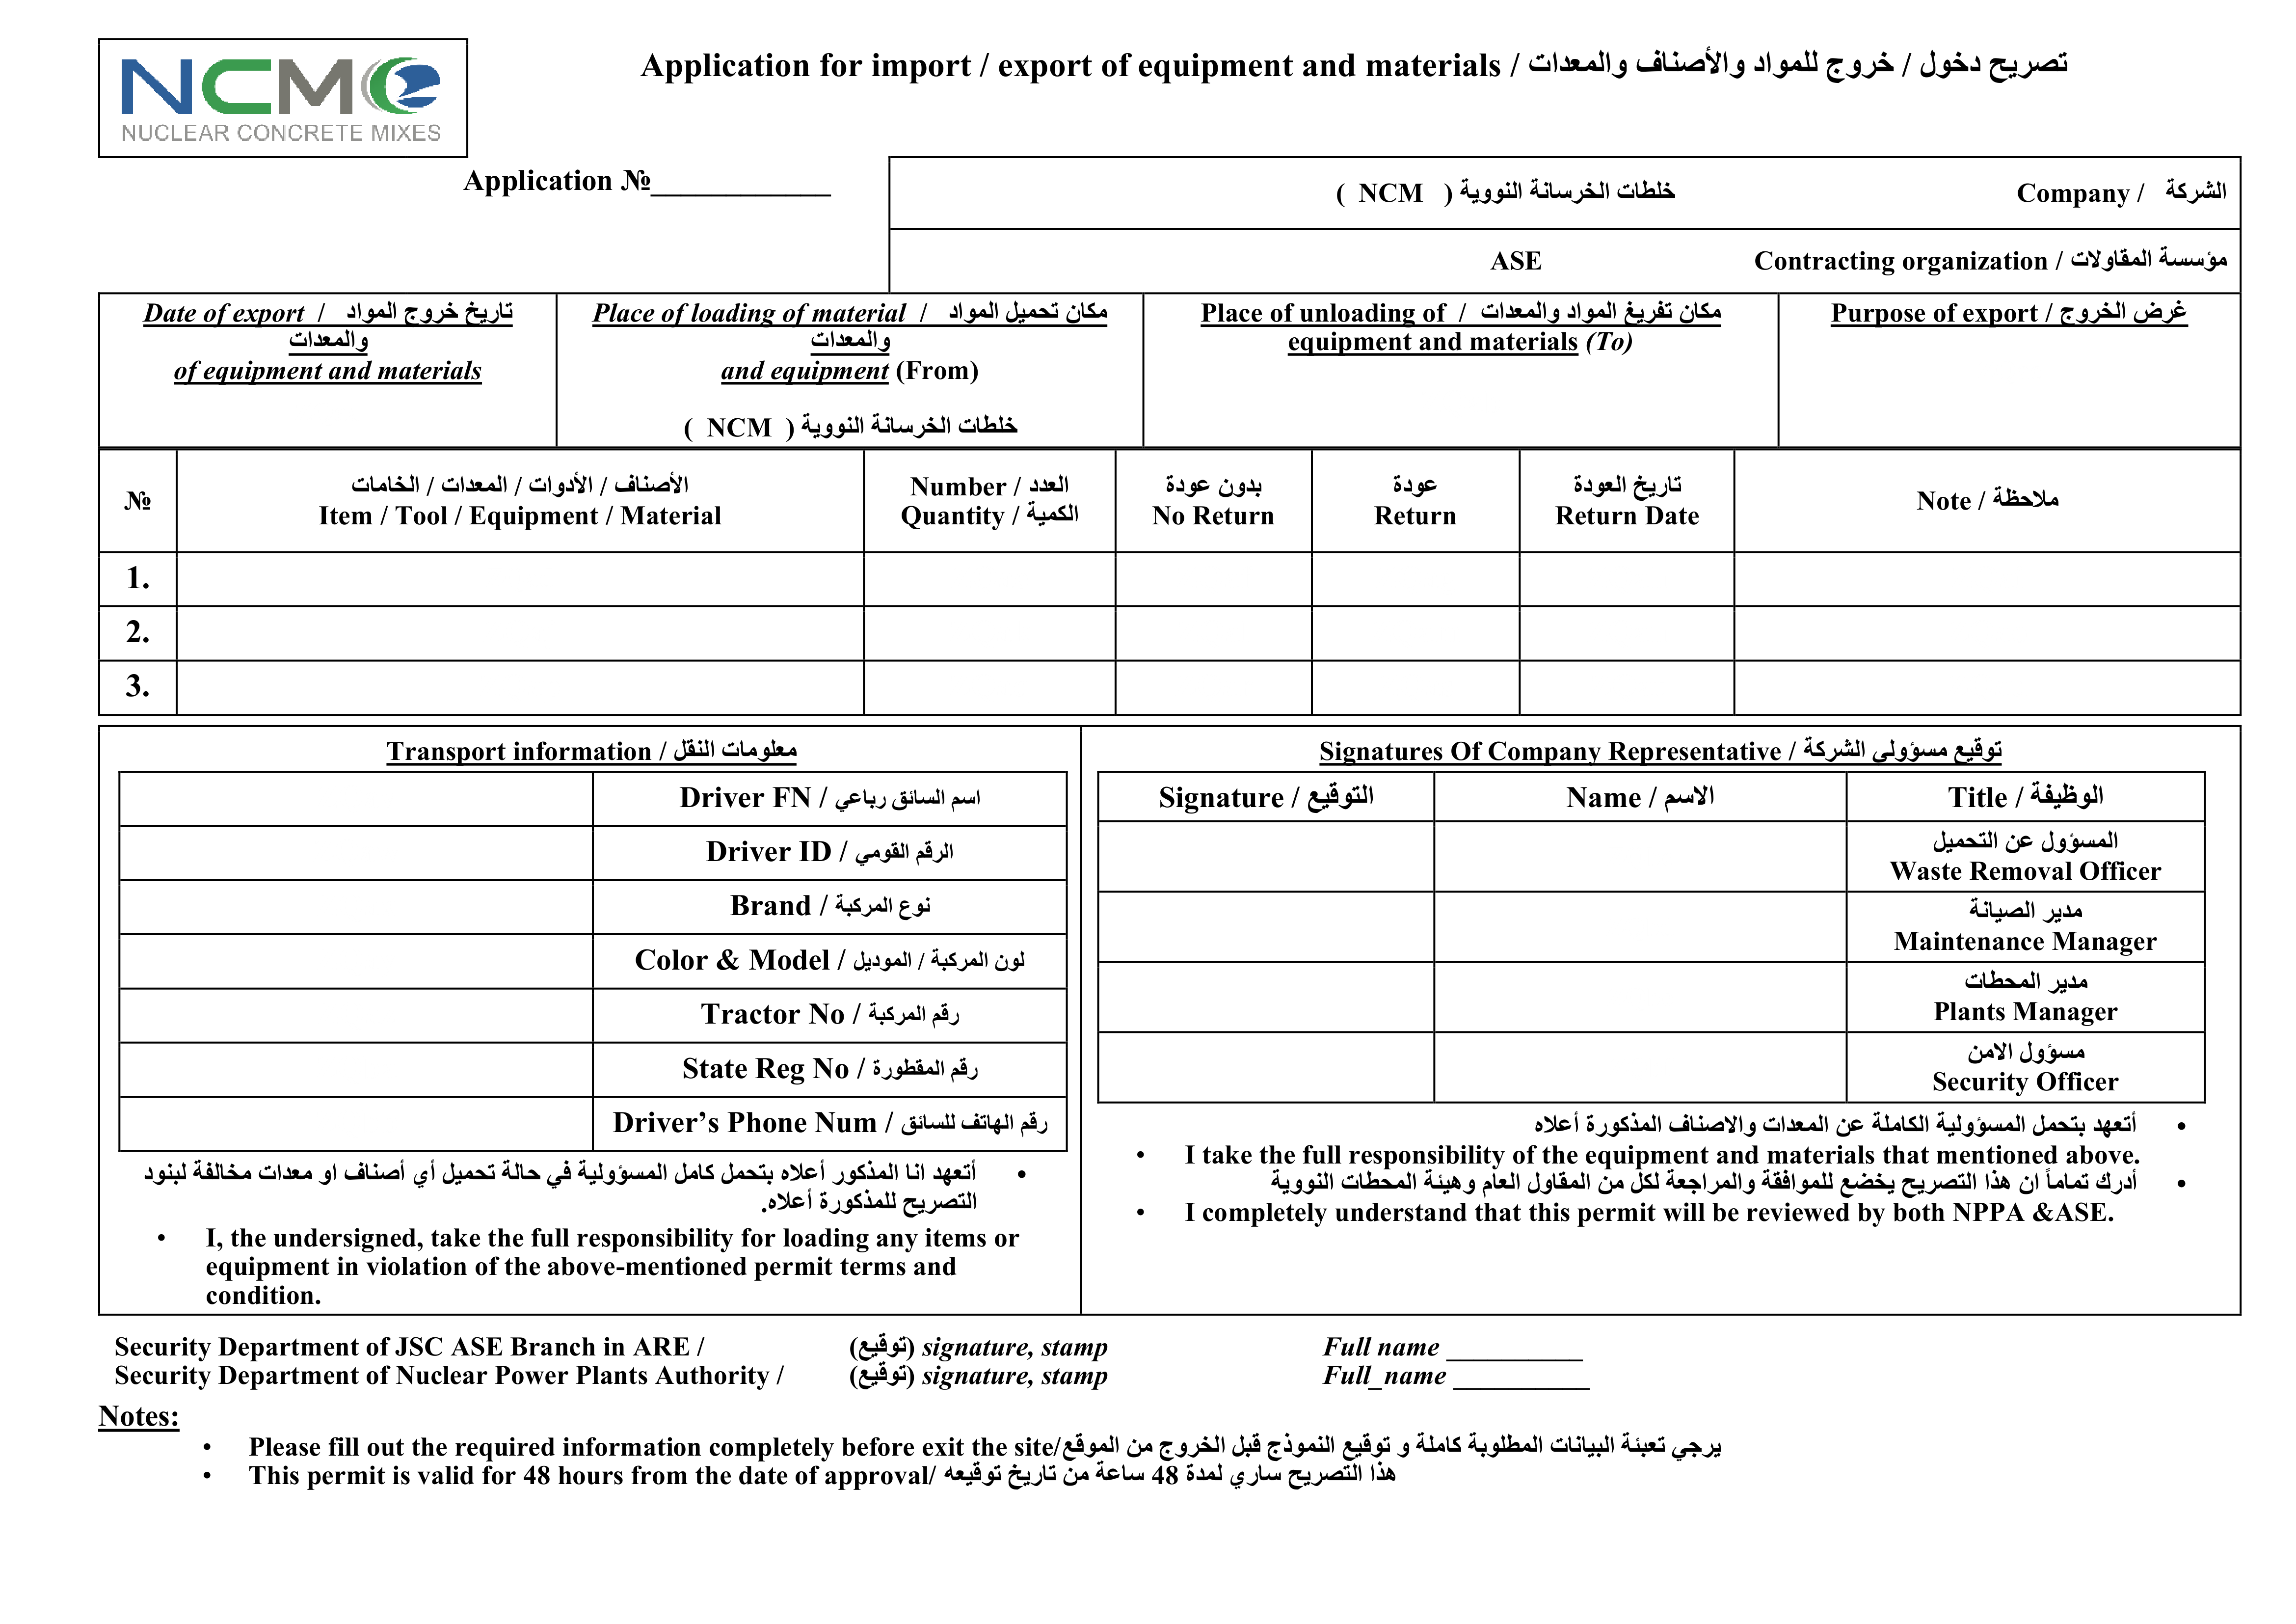 NCM
NUCLEAR CONCRETE MIXES
Application for import / export of equipment and materials / تصريح دخول / خروج للمواد والأصناف والمعدات
Application №____________
خلطات الخرسانة النووية ( NCM )
Company / الشركة
ASE
Contracting organization / مؤسسة المقاولات
Date of export / تاريخ خروج المواد
والمعدات
of equipment and materials
Place of loading of material / مكان تحميل المواد
والمعدات
and equipment (From)
خلطات الخرسانة النووية ( NCM )
Place of unloading of / مكان تفريغ المواد والمعدات
equipment and materials (To)
Purpose of export / غرض الخروج
№
الأصناف / الأدوات / المعدات / الخامات
Item / Tool / Equipment / Material
Number / العدد
Quantity / الكمية
بدون عودة
No Return
عودة
Return
تاريخ العودة
Return Date
Note / ملاحظة
1.
2.
3.
Transport information / معلومات النقل
Driver FN / اسم السائق رباعي
Driver ID / الرقم القومي
Brand / نوع المركبة
Color & Model / لون المركبة / الموديل
Tractor No / رقم المركبة
State Reg No / رقم المقطورة
Driver’s Phone Num / رقم الهاتف للسائق
• أتعهد انا المذكور أعلاه بتحمل كامل المسؤولية في حالة تحميل أي أصناف او معدات مخالفة لبنود
التصريح للمذكورة أعلاه.
• I, the undersigned, take the full responsibility for loading any items or
equipment in violation of the above-mentioned permit terms and
condition.
Signatures Of Company Representative / توقيع مسؤولي الشركة
Signature / التوقيع
Name / الاسم
Title / الوظيفة
المسؤول عن التحميل
Waste Removal Officer
مدير الصيانة
Maintenance Manager
مدير المحطات
Plants Manager
مسؤول الامن
Security Officer
• أتعهد بتحمل المسؤولية الكاملة عن المعدات والاصناف المذكورة أعلاه
• I take the full responsibility of the equipment and materials that mentioned above.
• أدرك تماماً ان هذا التصريح يخضع للموافقة والمراجعة لكل من المقاول العام وهيئة المحطات النووية
• I completely understand that this permit will be reviewed by both NPPA &ASE.
Security Department of JSC ASE Branch in ARE / (توقيع) signature, stamp Full name __________
Security Department of Nuclear Power Plants Authority / (توقيع) signature, stamp Full_name __________
Notes:
• Please fill out the required information completely before exit the site/يرجي تعبئة البيانات المطلوبة كاملة و توقيع النموذج قبل الخروج من الموقع
• This permit is valid for 48 hours from the date of approval/ هذا التصريح ساري لمدة 48 ساعة من تاريخ توقيعه